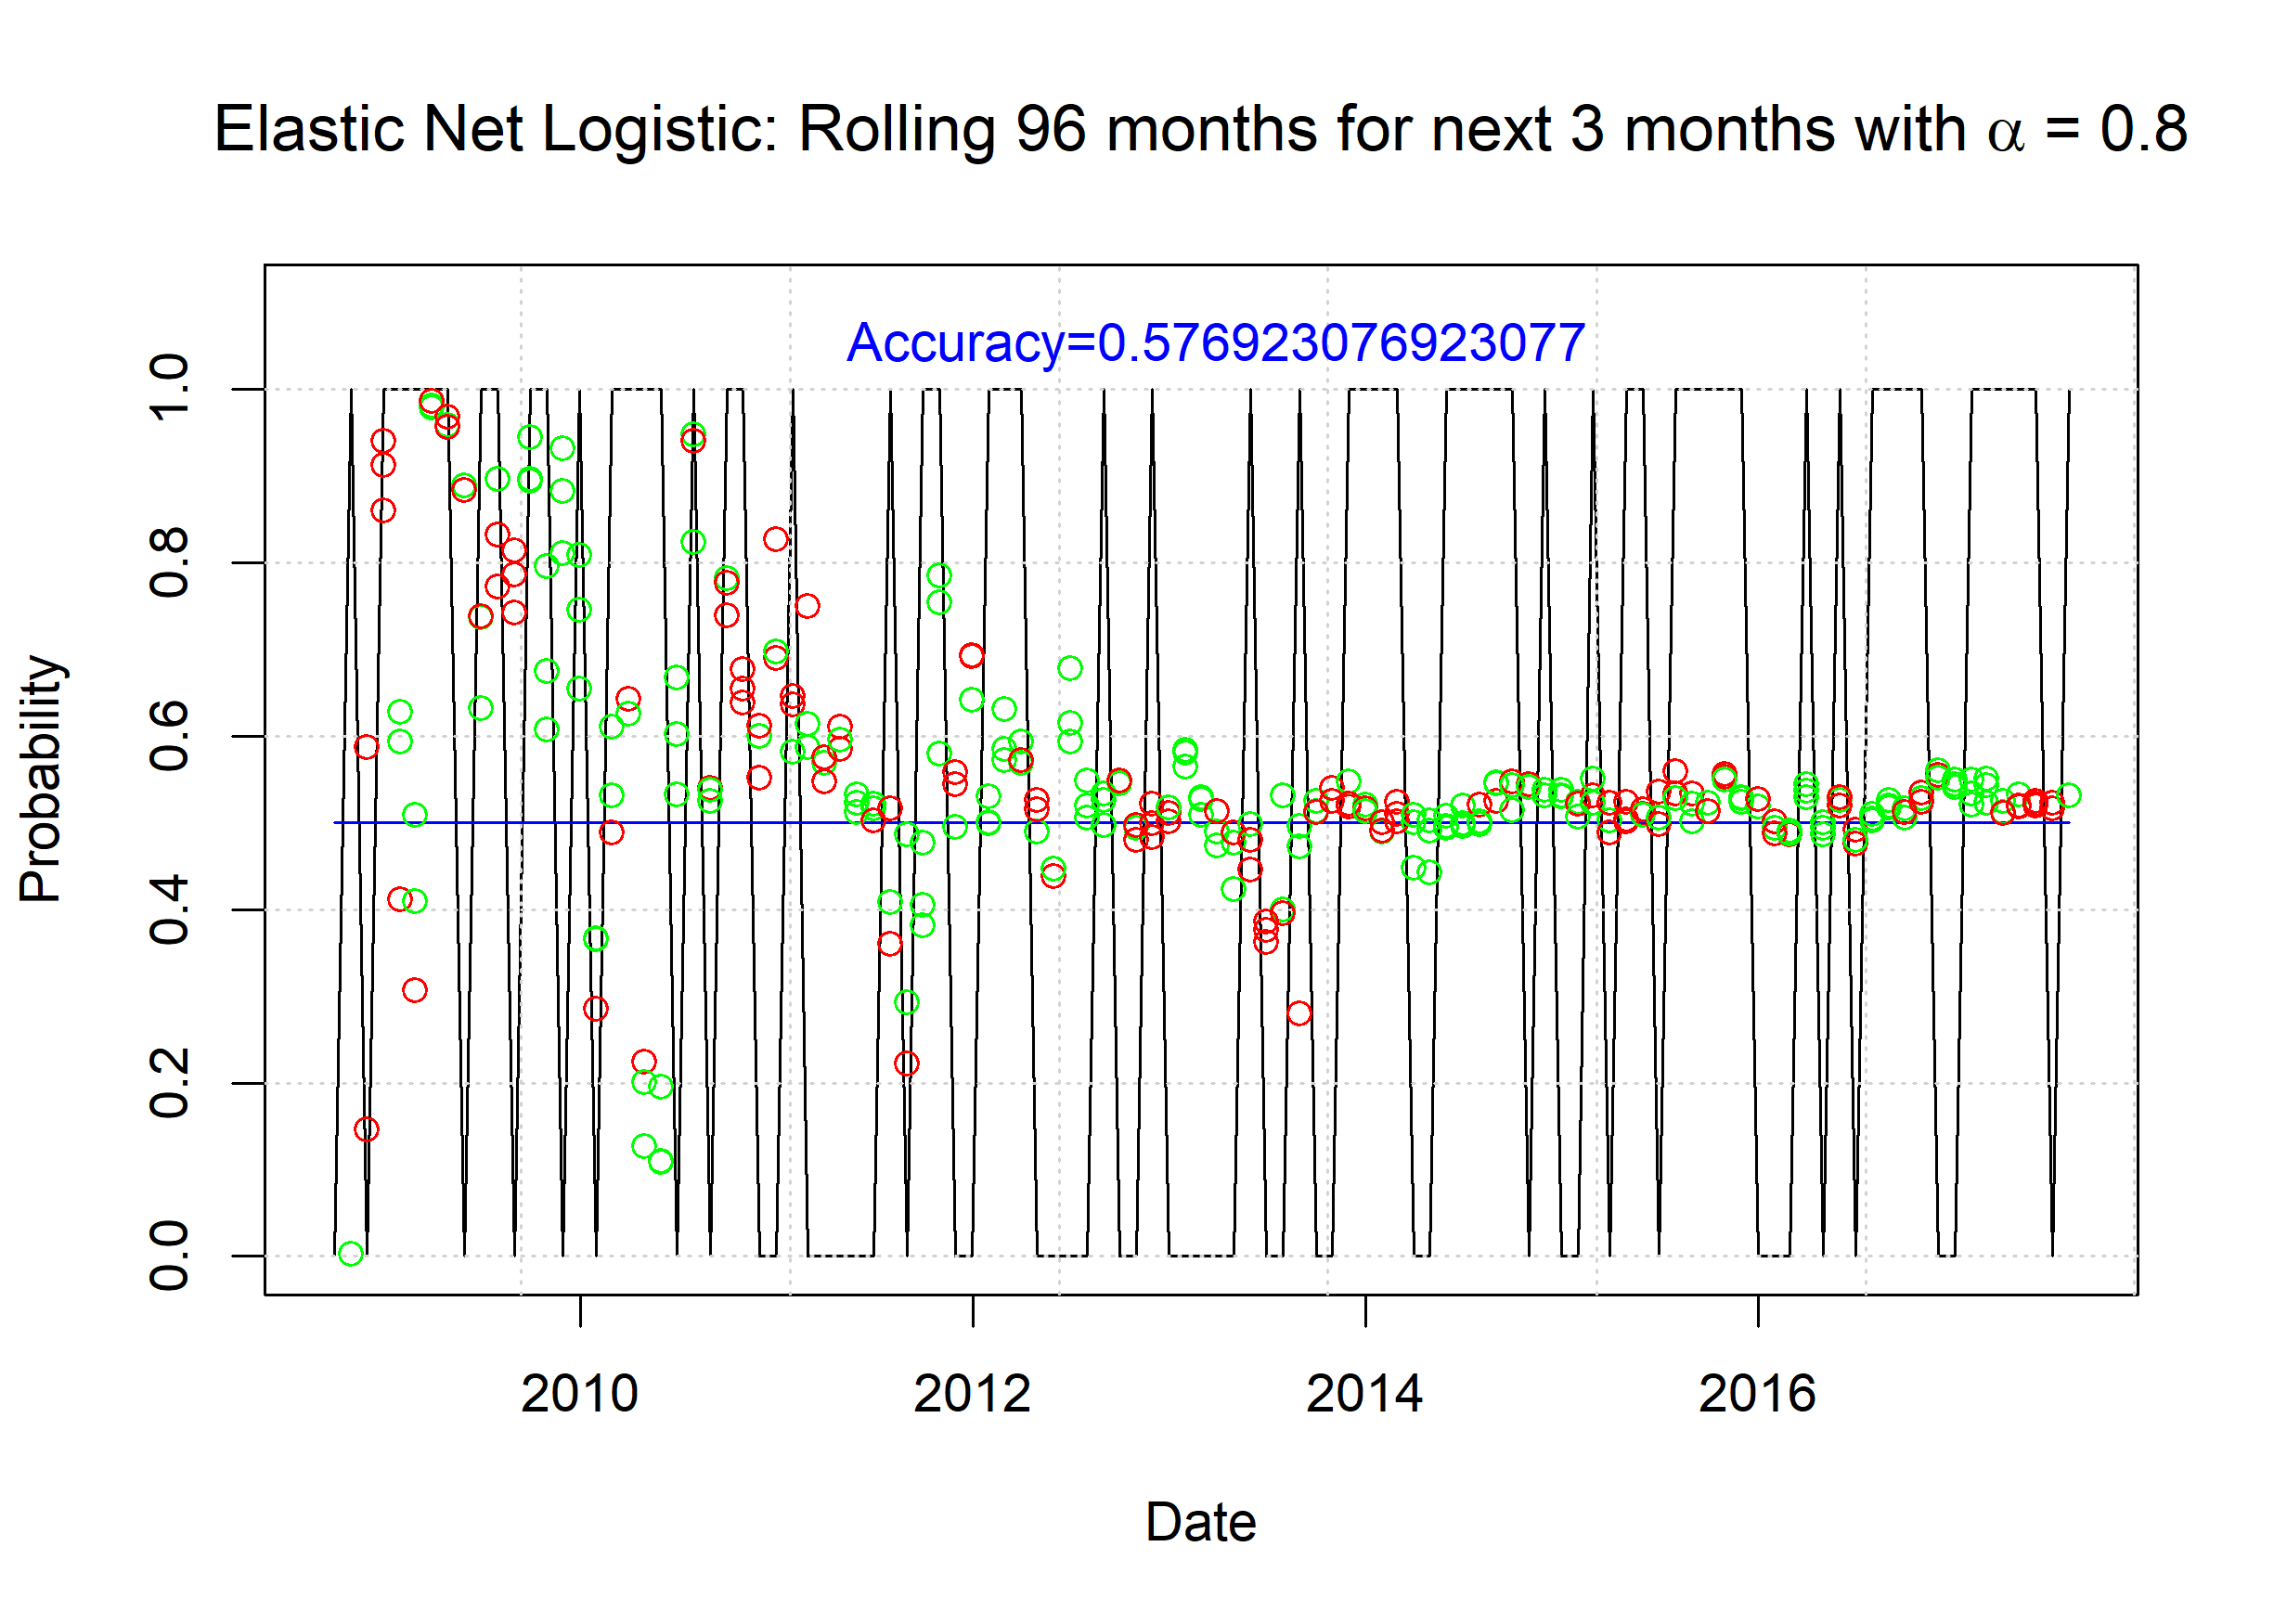 Elastic Net Logistic: Rolling 96 months for next 3 months with α = 0.8
Accuracy=0.576923076923077
Probability
1.0
0.8
0.6
0.4
0.2
0.0
2010 2012 2014 2016
Date